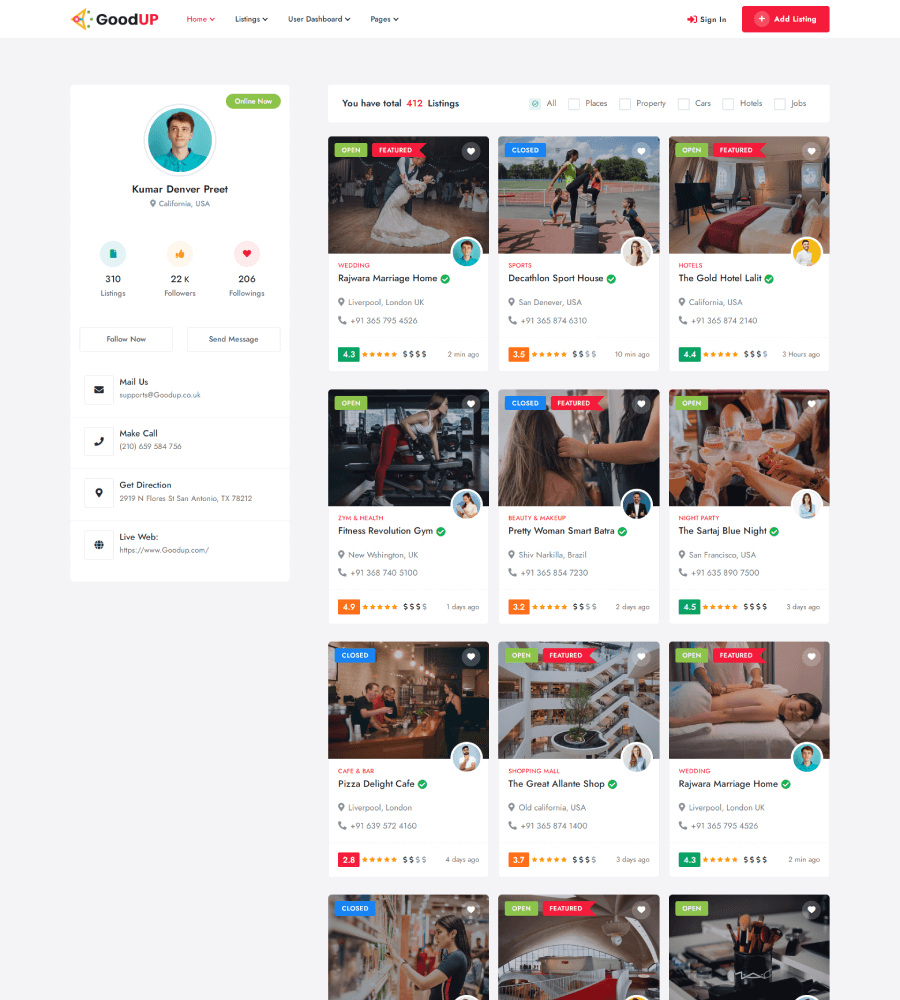 GoodUP
Home
Listings
User Dashboard
Pages
Sign In
Add Listing
Online Now
Kumar Denver Preet
California, USA
310
22 K
206
Listings
Followers
Followings
Follow Now
Send Message
Mail Us
supports@Goodup.co.uk
Make Call
(210) 659 584 756
Get Direction
2919 N Flores St San Antonio, TX 78212
Live Web:
https://www.Goodup.com/
You have total 412 Listings
All
Places
Property
Cars
Hotels
Jobs
OPEN
FEATURED
WEDDING
Rajwara Marriage Home
Liverpool, London UK
+91 365 795 4526
4.3
$$$$
2 min ago
CLOSED
SPORTS
Decathlon Sport House
San Denever, USA
+91 365 874 6310
3.5
$$$$
10 min ago
OPEN
FEATURED
HOTELS
The Gold Hotel Lalit
California, USA
+91 365 874 2140
4.4
$$$$
3 Hours ago
OPEN
ZYM & HEALTH
Fitness Revolution Gym
New Wshington, UK
+91 368 740 5100
4.9
$$$$
1 days ago
CLOSED
FEATURED
BEAUTY & MAKEUP
Pretty Woman Smart Batra
Shiv Narkilla, Brazil
+91 365 854 7230
3.2
$$$$
2 days ago
OPEN
NIGHT PARTY
The Sartaj Blue Night
San Francisco, USA
+91 635 890 7500
4.5
$$$$
3 days ago
CLOSED
CAFE & BAR
Pizza Delight Cafe
Liverpool, London
+91 639 572 4160
2.8
$$$$
4 days ago
OPEN
FEATURED
SHOPPING MALL
The Great Allante Shop
Old california, USA
+91 365 874 1400
3.7
$$$$
3 days ago
OPEN
FEATURED
WEDDING
Rajwara Marriage Home
Liverpool, London UK
+91 365 795 4526
4.3
$$$$
2 min ago
CLOSED
OPEN
FEATURED
OPEN
MAC